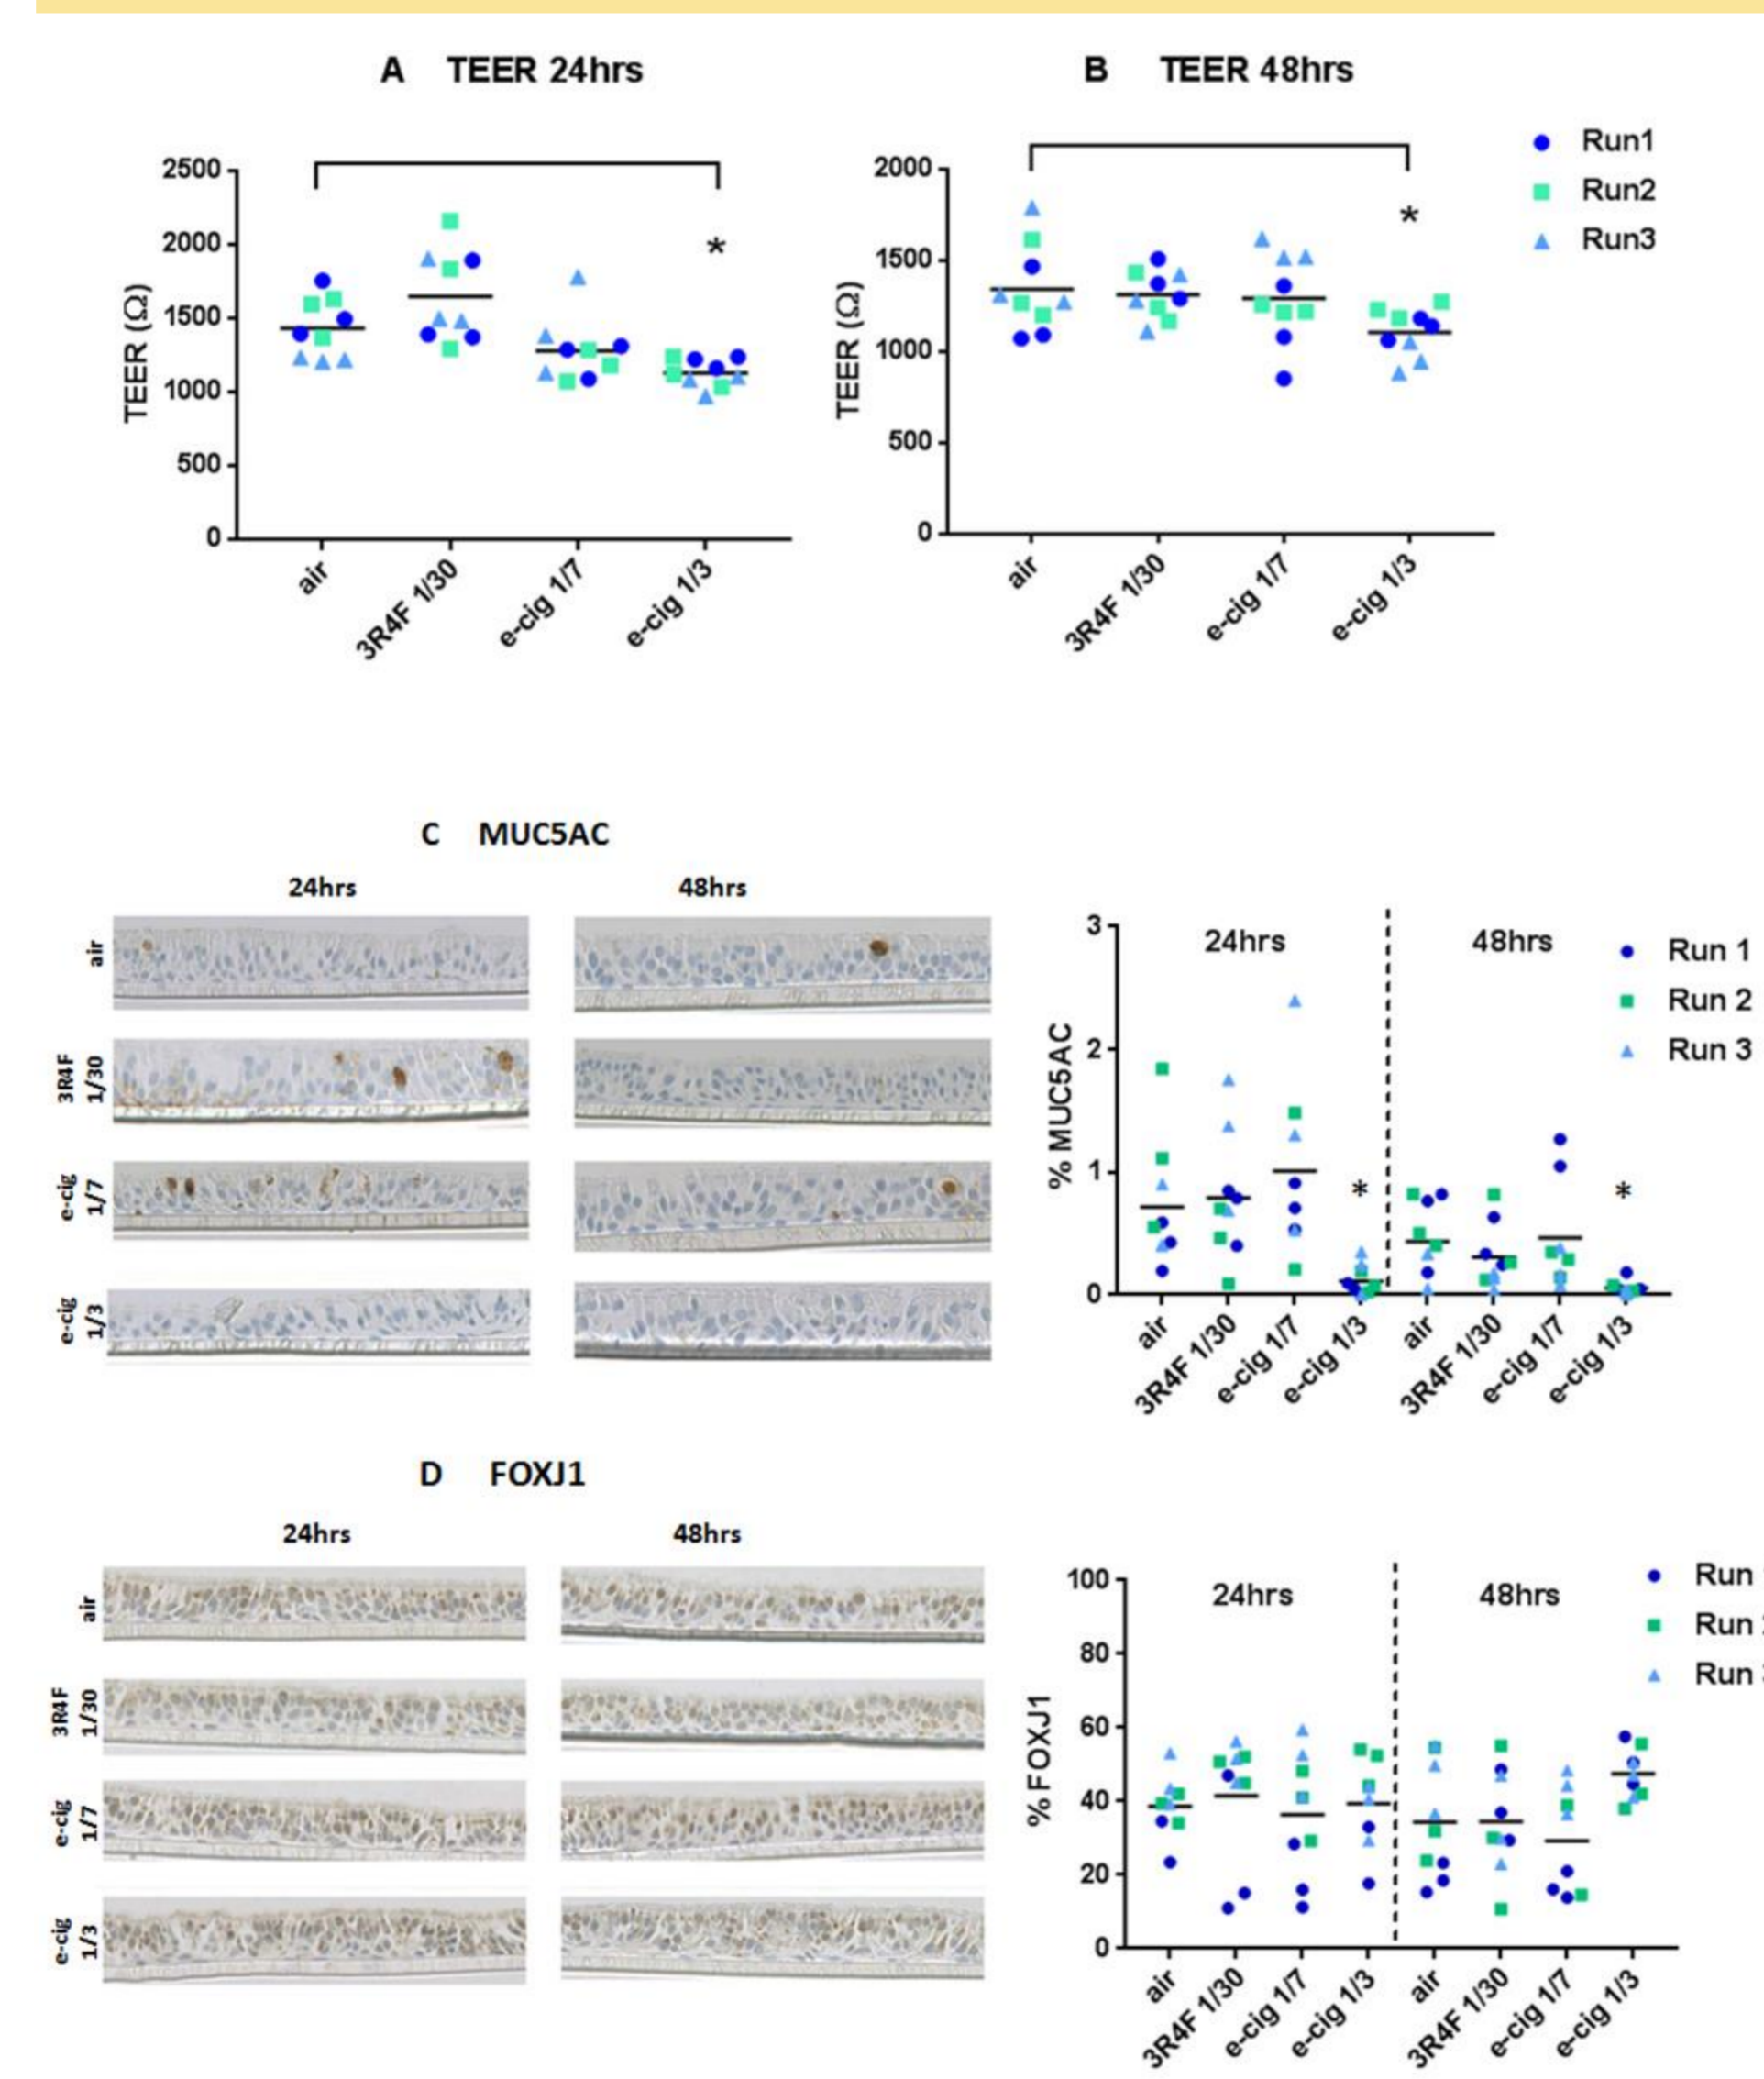 A TEER 24hrs
TEER (Ω)
2500
2000
1500
1000
500
0
*
air
3R4F 1/30
e-cig 1/7
e-cig 1/3
B TEER 48hrs
TEER (Ω)
2000
1500
1000
500
0
*
air
3R4F 1/30
e-cig 1/7
e-cig 1/3
Run1
Run2
Run3
C MUC5AC
24hrs 48hrs
air
3R4F
1/30
e-cig
1/7
e-cig
1/3
% MUC5AC
3
2
1
0
24hrs 48hrs
* *
Run 1
Run 2
Run 3
air
3R4F 1/30
e-cig 1/7
e-cig 1/3
air
3R4F 1/30
e-cig 1/7
e-cig 1/3
D FOXJ1
24hrs 48hrs
air
3R4F
1/30
e-cig
1/7
e-cig
1/3
% FOXJ1
100
80
60
40
20
0
24hrs 48hrs
Run
Run
Run
air
3R4F 1/30
e-cig 1/7
e-cig 1/3
air
3R4F 1/30
e-cig 1/7
e-cig 1/3